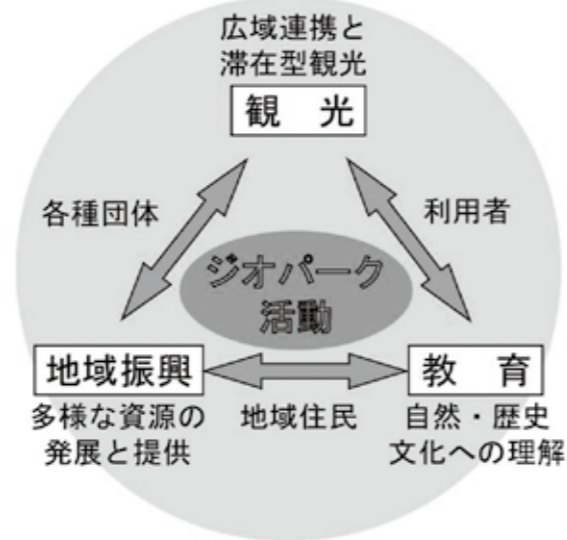 広域連携と
滞在型観光
観　光
各種団体
利用者
ジオパーク
活動
地域振興
教　育
多様な資源の
発展と提供
地域住民
自然・歴史
文化への理解